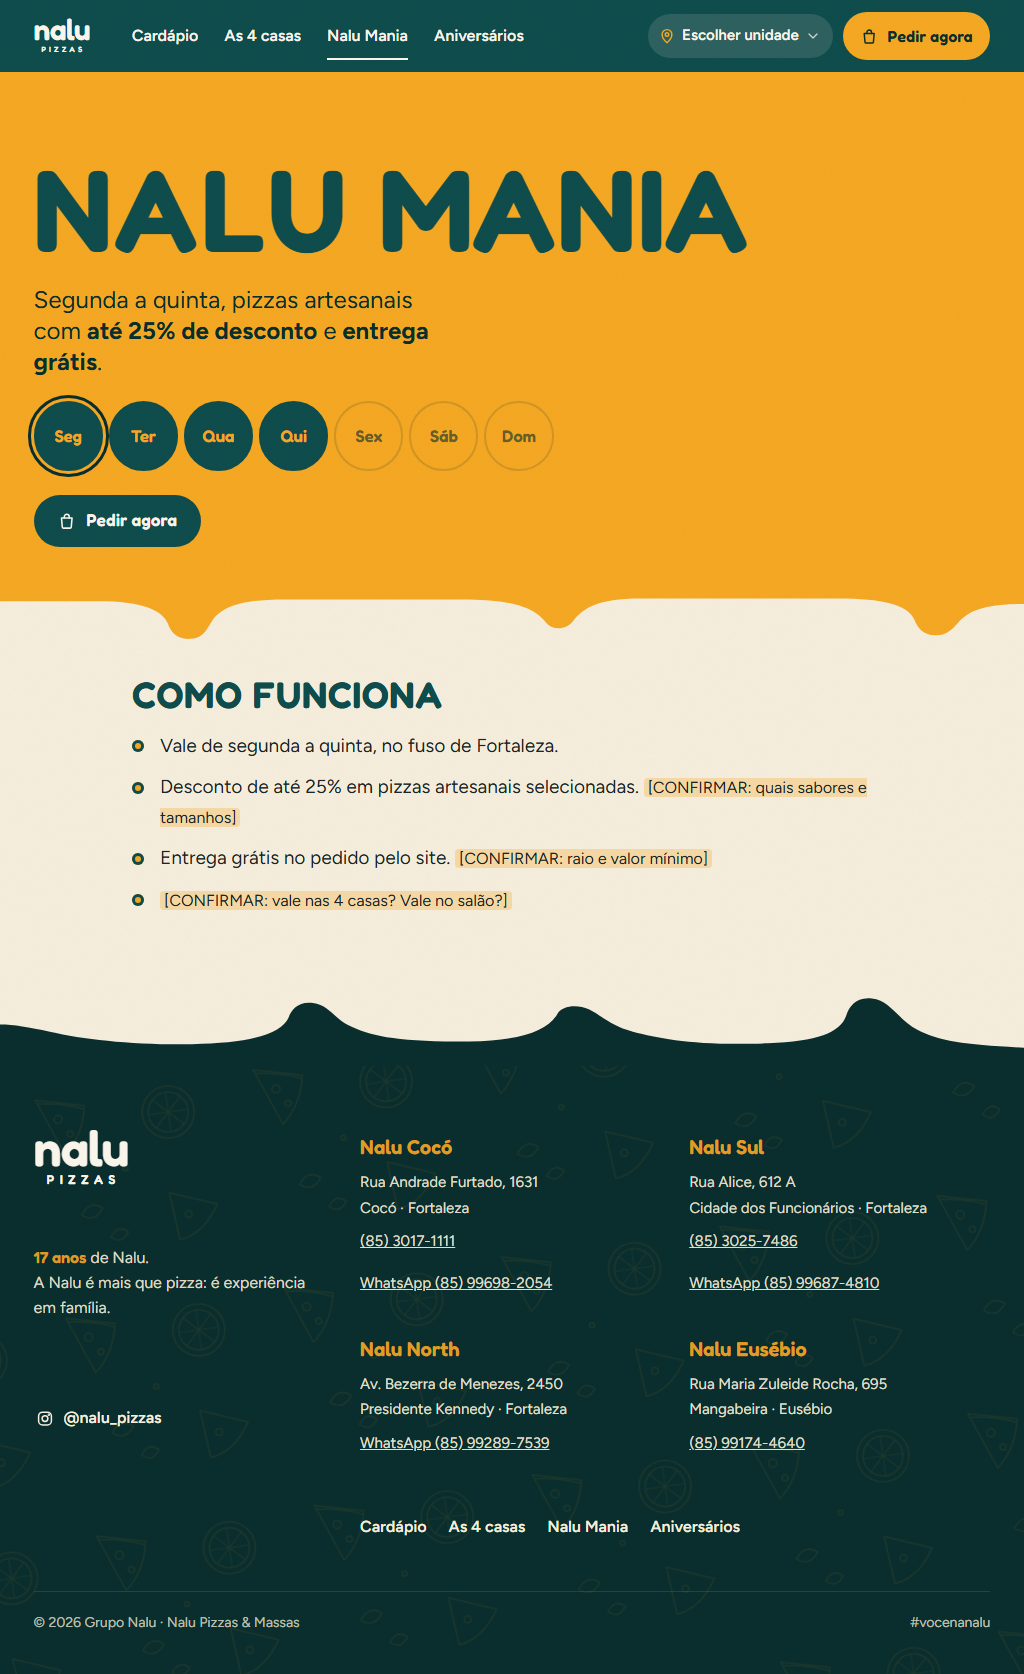 nalu
PIZZAS
Cardápio
As 4 casas
Nalu Mania
Aniversários
Escolher unidade
Pedir agora
NALU MANIA
Segunda a quinta, pizzas artesanais
com até 25% de desconto e entrega
grátis.
Seg
Ter
Qua
Qui
Sex
Sáb
Dom
Pedir agora
COMO FUNCIONA
Vale de segunda a quinta, no fuso de Fortaleza.
Desconto de até 25% em pizzas artesanais selecionadas. [CONFIRMAR: quais sabores e
tamanhos]
Entrega grátis no pedido pelo site. [CONFIRMAR: raio e valor mínimo]
[CONFIRMAR: vale nas 4 casas? Vale no salão?]
nalu
PIZZAS
17 anos de Nalu.
A Nalu é mais que pizza: é experiência
em família.
@nalu_pizzas
Nalu Cocó
Rua Andrade Furtado, 1631
Cocó · Fortaleza
(85) 3017-1111
WhatsApp (85) 99698-2054
Nalu Sul
Rua Alice, 612 A
Cidade dos Funcionários · Fortaleza
(85) 3025-7486
WhatsApp (85) 99687-4810
Nalu North
Av. Bezerra de Menezes, 2450
Presidente Kennedy · Fortaleza
WhatsApp (85) 99289-7539
Nalu Eusébio
Rua Maria Zuleide Rocha, 695
Mangabeira · Eusébio
(85) 99174-4640
Cardápio
As 4 casas
Nalu Mania
Aniversários
© 2026 Grupo Nalu · Nalu Pizzas & Massas
#vocenanalu